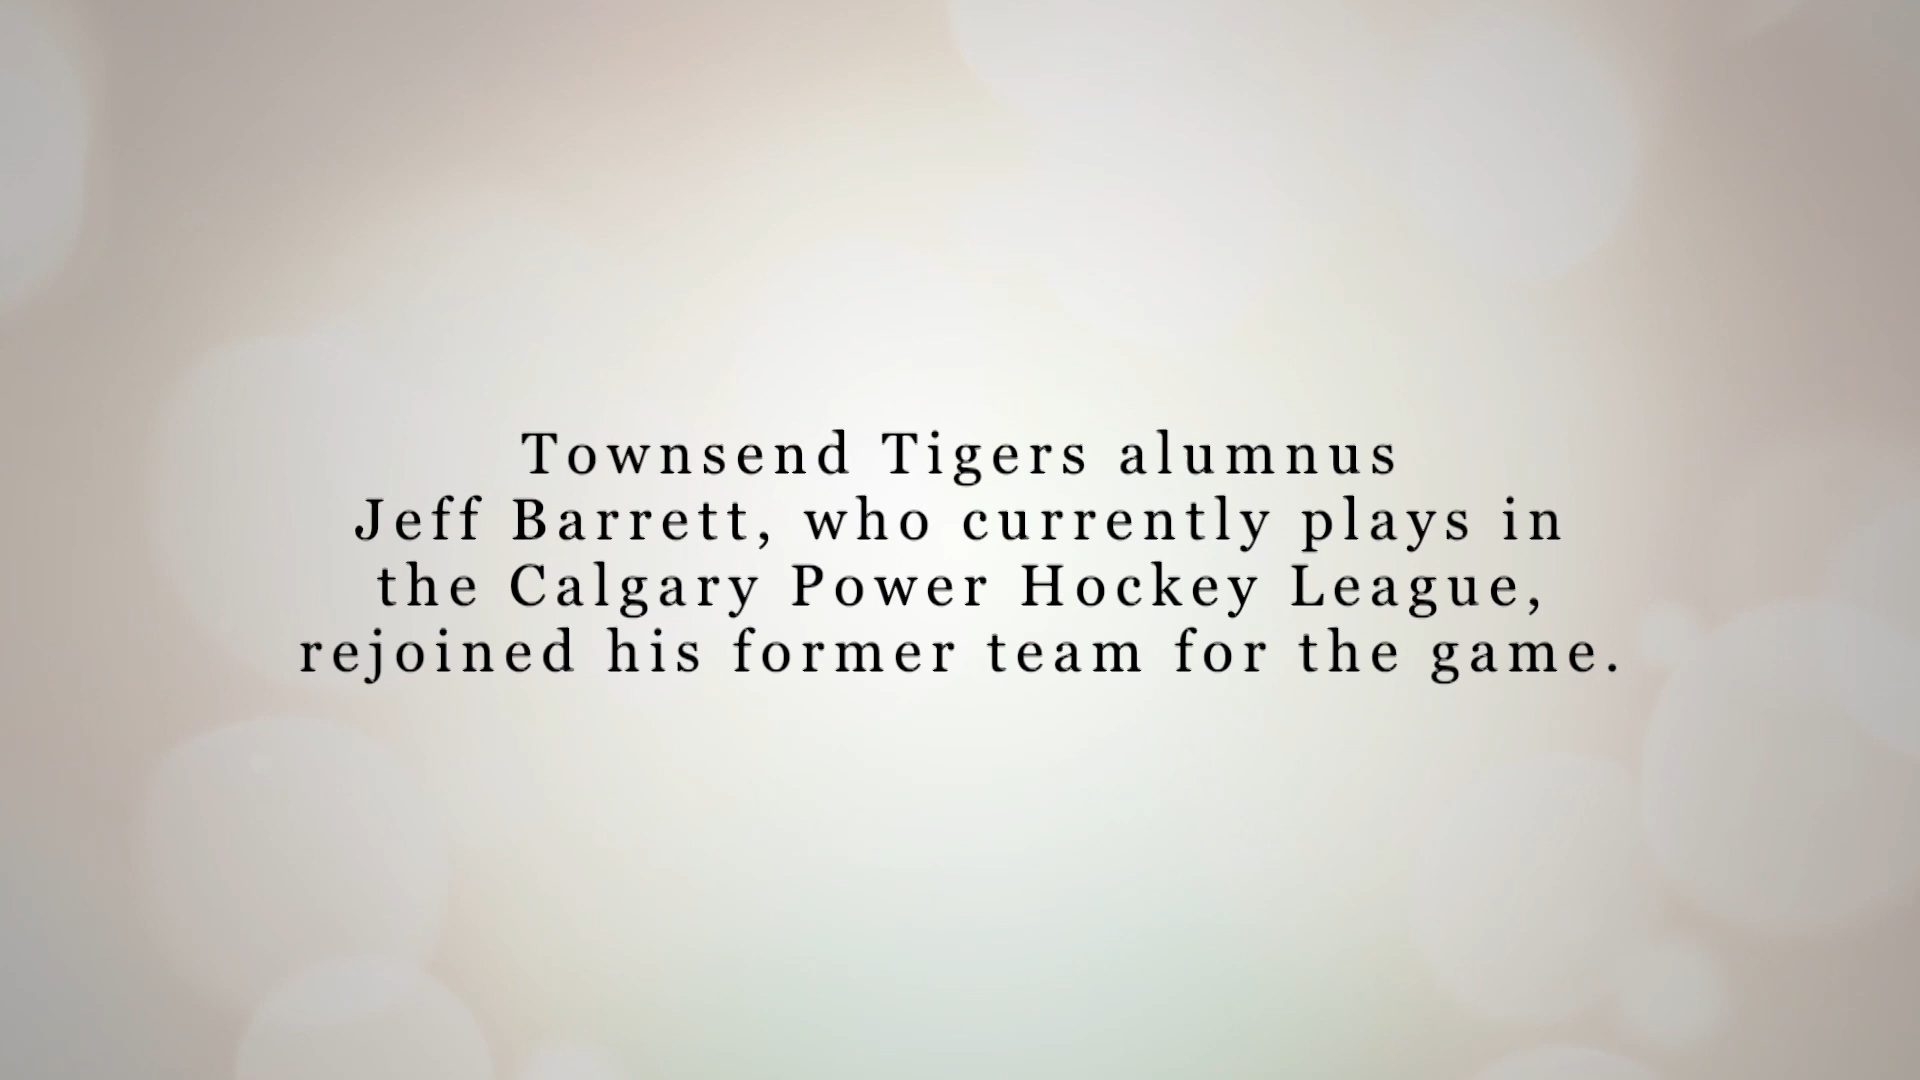 Townsend Tigers alumnus
Jeff Barrett, who currently plays in
the Calgary Power Hockey League,
rejoined his former team for the game.